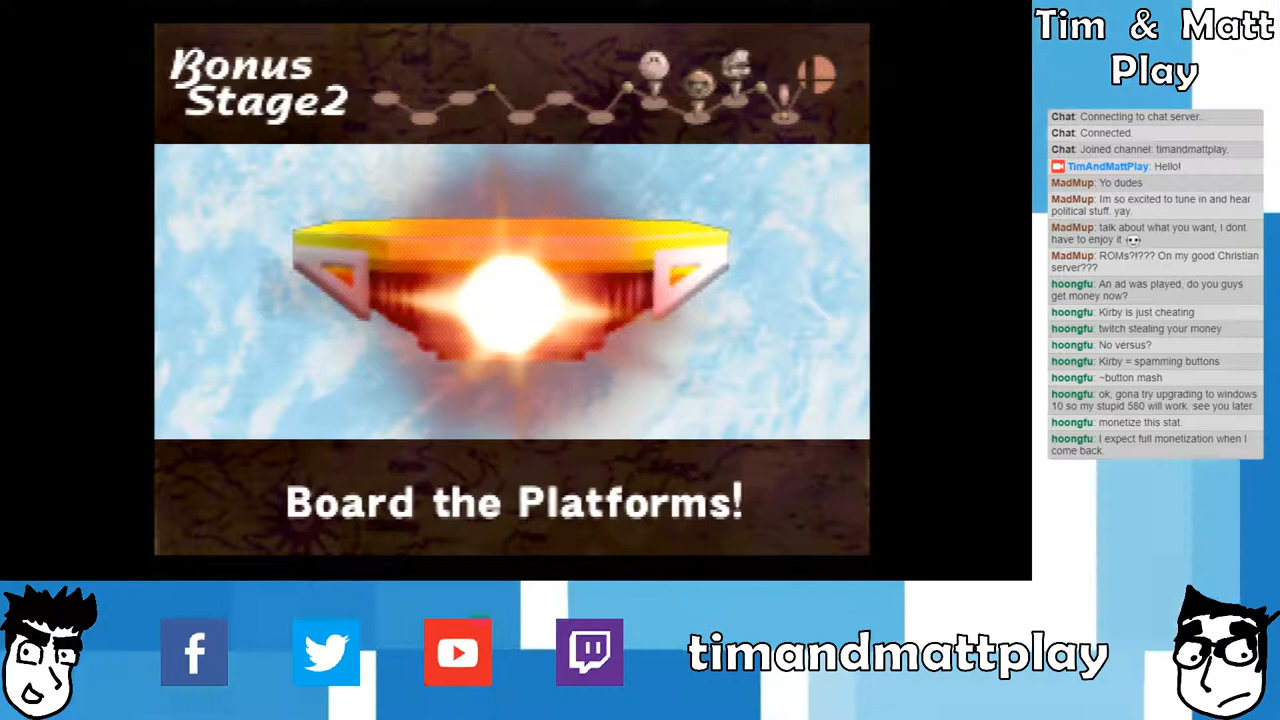 Bonus
Stage2
Board the Platforms!
Tim & Matt
Play
Chat: Connecting to chat server..
Chat: Connected
Chat: Joined channel: timandmattplay.
TimAndMattPlay: Hello!
MadMup: Yo dudes
MadMup: Im so excited to tune in and hear
political stuff. yay.
MadMup: talk about what you want, I dont
have to enjoy it
MadMup: ROMs?!??? On my good Christian
server???
hoongfu: An ad was played, do you guys
get money now?
hoongfu: Kirby is just cheating
hoongfu: twitch stealing your money
hoongfu: No versus?
hoongfu: Kirby = spamming buttons
hoongfu: ~button mash
hoongfu: ok, gona try upgrading to windows
10 so my stupid 580 will work. see you later
hoongfu: monetize this stat.
hoongfu: I expect full monetization when I
come back.
f
timandmattplay